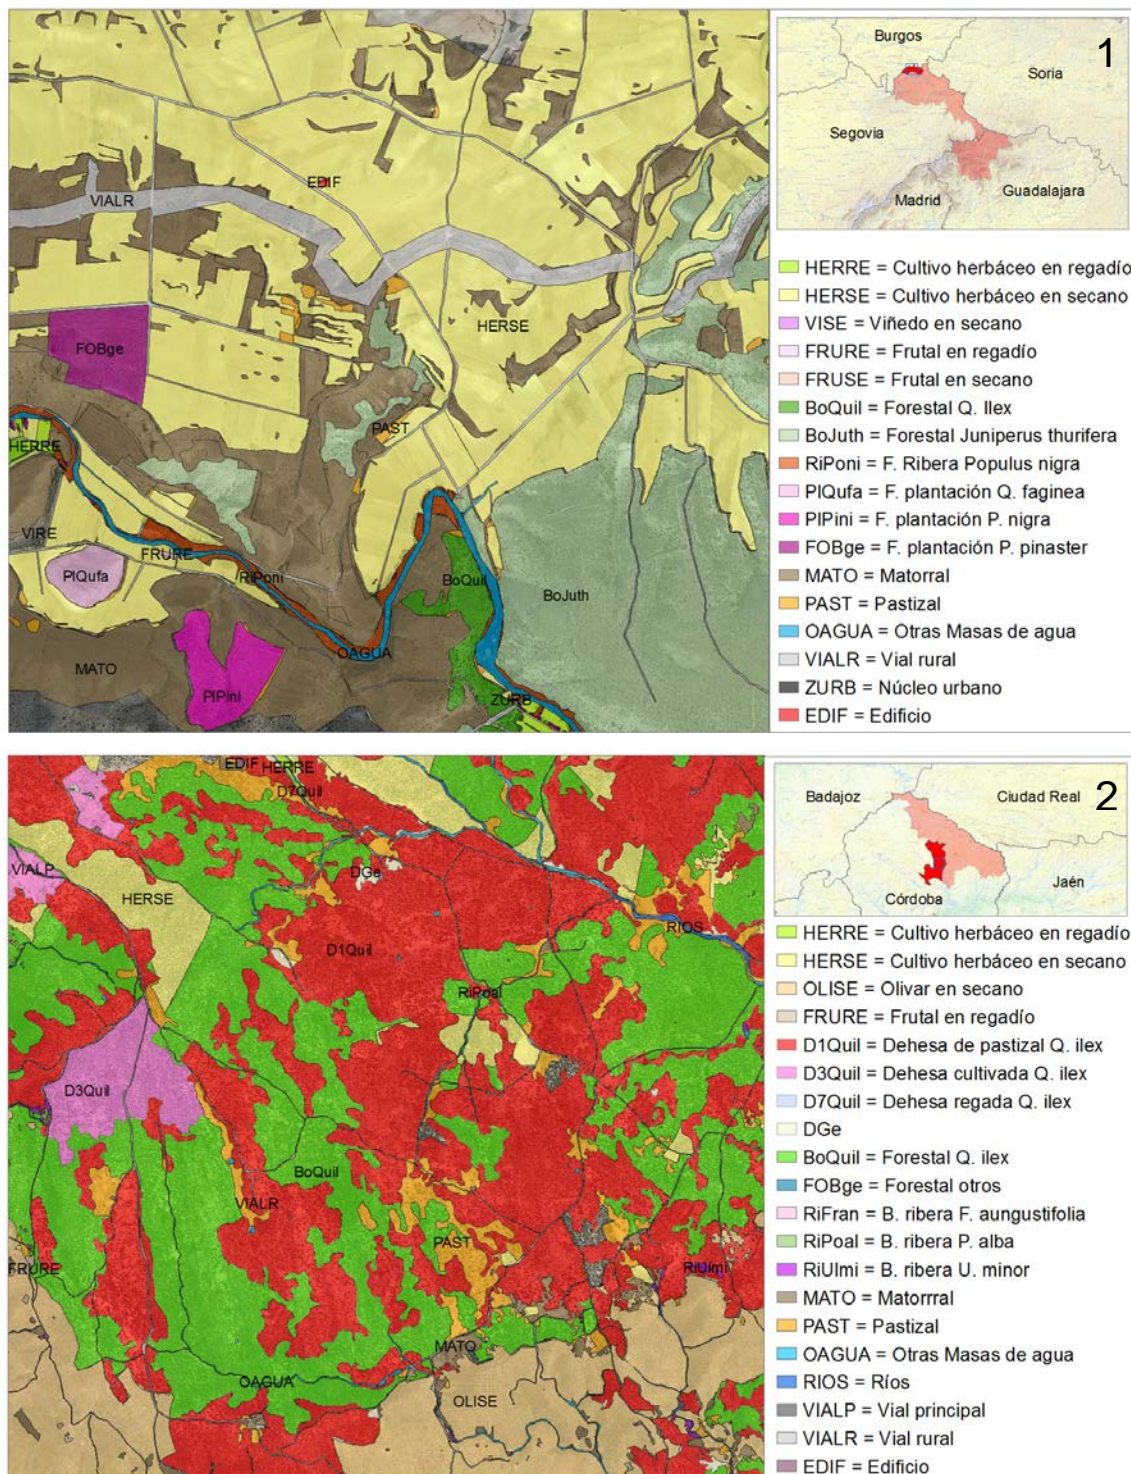 1
Burgos
Soria
Segovia
Guadalajara
Madrid
EDIF
VIALR
HERSE
FOBge
PAST
HERRE
VIRE
FRURE
RiPoni
PlQufa
BoQuil
BoJuth
OAGUA
MATO
PlPini
ZURB
HERRE = Cultivo herbáceo en regadío
HERSE = Cultivo herbáceo en secano
VISE = Viñedo en secano
FRURE = Frutal en regadío
FRUSE = Frutal en secano
BoQuil = Forestal Q. Ilex
BoJuth = Forestal Juniperus thurifera
RiPoni = F. Ribera Populus nigra
PlQufa = F. plantación Q. faginea
PlPini = F. plantación P. nigra
FOBge = F. plantación P. pinaster
MATO = Matorral
PAST = Pastizal
OAGUA = Otras Masas de agua
VIALR = Vial rural
ZURB = Núcleo urbano
EDIF = Edificio
2
Badajoz
Ciudad Real
Jaén
Córdoba
EDIF
HERRE
D7Quil
VIALP
DGe
HERSE
RIOS
D1Quil
RiPoal
D3Quil
BoQuil
VIALR
PAST
FRURE
RiUlmi
MATO
OAGUA
OLISE
HERRE = Cultivo herbáceo en regadío
HERSE = Cultivo herbáceo en secano
OLISE = Olivar en secano
FRURE = Frutal en regadío
D1Quil = Dehesa de pastizal Q. ilex
D3Quil = Dehesa cultivada Q. ilex
D7Quil = Dehesa regada Q. ilex
DGe
BoQuil = Forestal Q. ilex
FOBge = Forestal otros
RiFran = B. ribera F. aungustifolia
RiPoal = B. ribera P. alba
RiUlmi = B. ribera U. minor
MATO = Matorrral
PAST = Pastizal
OAGUA = Otras Masas de agua
RIOS = Ríos
VIALP = Vial principal
VIALR = Vial rural
EDIF = Edificio